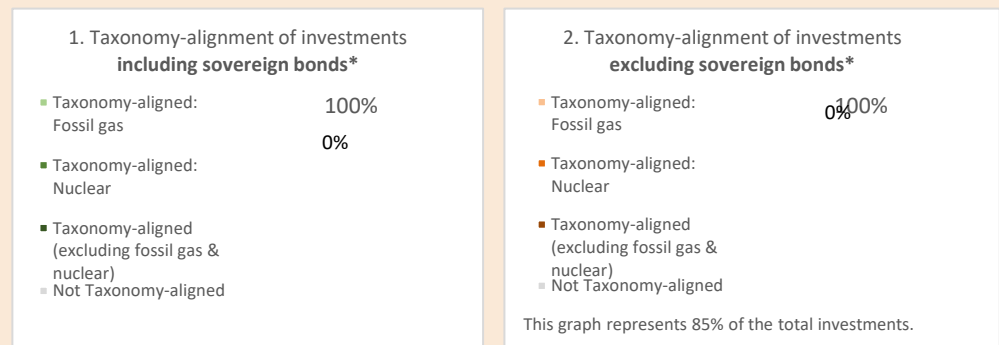 1. Taxonomy-alignment of investments
including sovereign bonds*
Taxonomy-aligned:
Fossil gas
100%
0%
Taxonomy-aligned:
Nuclear
Taxonomy-aligned
(excluding fossil gas &
nuclear)
Not Taxonomy-aligned
2. Taxonomy-alignment of investments
excluding sovereign bonds*
Taxonomy-aligned:
Fossil gas
0%
100%
Taxonomy-aligned:
Nuclear
Taxonomy-aligned
(excluding fossil gas &
nuclear)
Not Taxonomy-aligned
This graph represents 85% of the total investments.